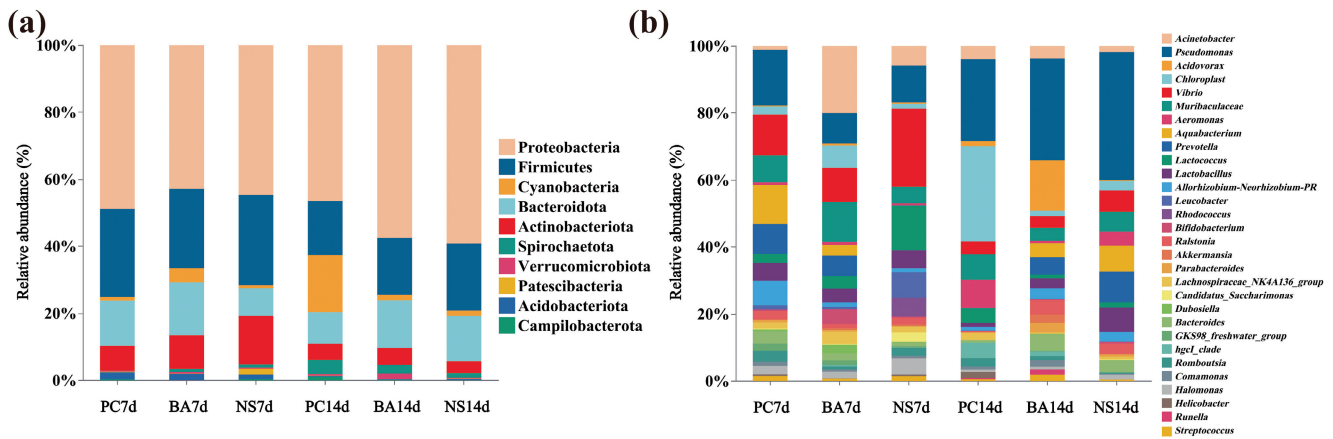 (a)
Relative abundance (%)
100%
80%
60%
40%
20%
0%
PC7d BA7d NS7d PC14d BA14d NS14d
Proteobacteria
Firmicutes
Cyanobacteria
Bacteroidota
Actinobacteriota
Spirochaetota
Verrucomicrobiota
Patescibacteria
Acidobacteriota
Campilobacterota
(b)
Relative abundance (%)
100%
80%
60%
40%
20%
0%
PC7d BA7d NS7d PC14d BA14d NS14d
Acinetobacter
Pseudomonas
Acidovorax
Chloroplast
Vibrio
Muribaculaceae
Aeromonas
Aquabacterium
Prevotella
Lactococcus
Lactobacillus
Allorhizobium-Neorhizobium-PR
Leucobacter
Rhodococcus
Bifidobacterium
Ralstonia
Akkermansia
Parabacteroides
Lachnospiraceae_NK4A136_group
Candidatus_Saccharimonas
Dubosiella
Bacteroides
GKS98_freshwater_group
hgcI_clade
Romboutsia
Comamonas
Halomonas
Helicobacter
Runella
Streptococcus